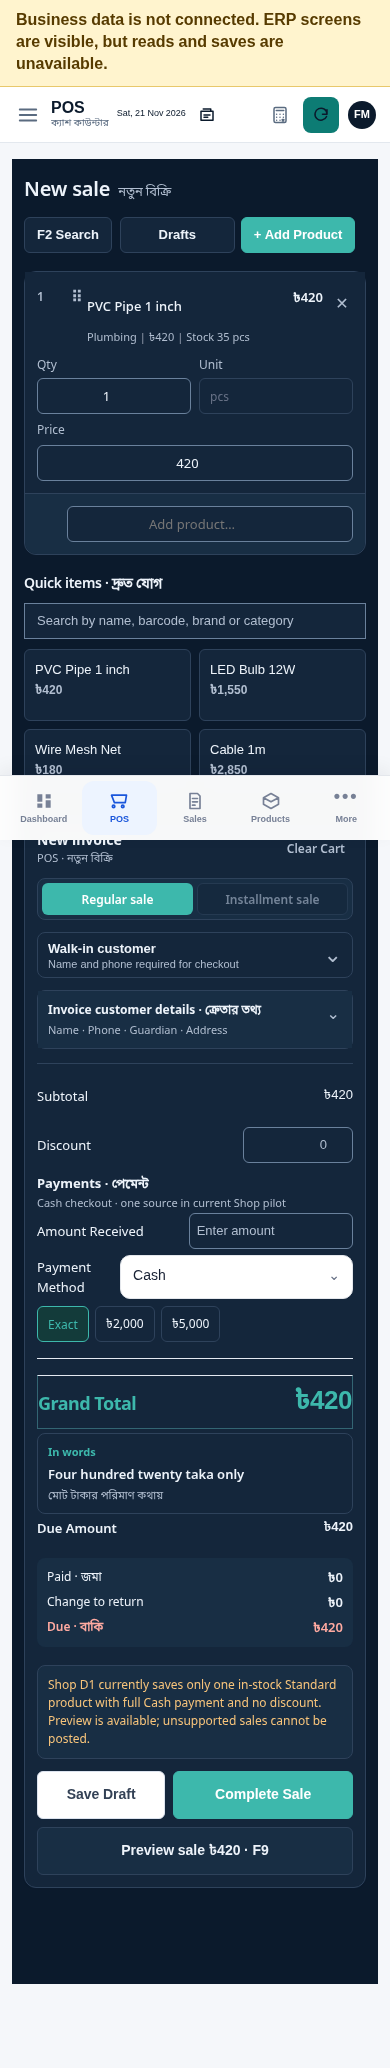 Business data is not connected. ERP screens
are visible, but reads and saves are
unavailable.
POS
ক্যাশ কাউন্টার
Sat, 21 Nov 2026
FM
New sale নতুন বিক্রি
F2 Search
Drafts
+ Add Product
1
PVC Pipe 1 inch
৳420
Plumbing | ৳420 | Stock 35 pcs
Qty
Unit
1
pcs
Price
420
Add product...
Quick items · দ্রুত যোগ
Search by name, barcode, brand or category
PVC Pipe 1 inch
৳420
LED Bulb 12W
৳1,550
Wire Mesh Net
৳180
Cable 1m
৳2,850
Dashboard
POS
Sales
Products
More
New Invoice
POS · নতুন বিক্রি
Clear Cart
Regular sale
Installment sale
Walk-in customer
Name and phone required for checkout
Invoice customer details · ক্রেতার তথ্য
Name · Phone · Guardian · Address
Subtotal
৳420
Discount
0
Payments · পেমেন্ট
Cash checkout · one source in current Shop pilot
Amount Received
Enter amount
Payment
Method
Cash
Exact
৳2,000
৳5,000
Grand Total
৳420
In words
Four hundred twenty taka only
মোট টাকার পরিমাণ কথায়
Due Amount
৳420
Paid · জমা
৳0
Change to return
৳0
Due · বাকি
৳420
Shop D1 currently saves only one in-stock Standard
product with full Cash payment and no discount.
Preview is available; unsupported sales cannot be
posted.
Save Draft
Complete Sale
Preview sale ৳420 · F9